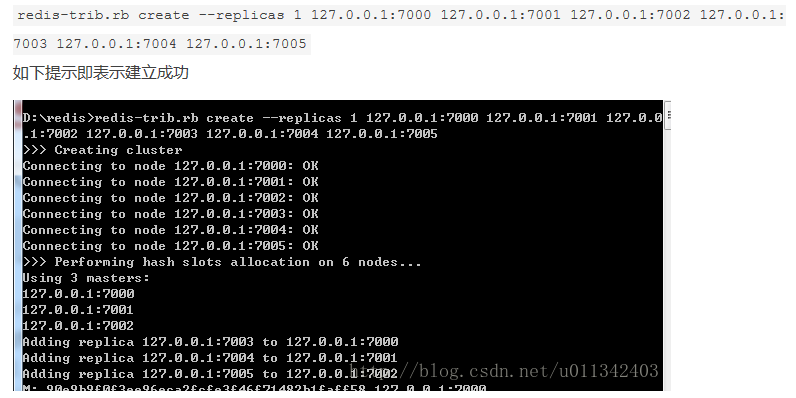 redis-trib.rb create --replicas 1 127.0.0.1:7000 127.0.0.1:7001 127.0.0.1:7002 127.0.0.1:
7003 127.0.0.1:7004 127.0.0.1:7005
如下提示即表示建立成功
D:\redis>redis-trib.rb create --replicas 1 127.0.0.1:7000 127.0.0.1:7001 127.0.0
.1:7002 127.0.0.1:7003 127.0.0.1:7004 127.0.0.1:7005
>>> Creating cluster
Connecting to node 127.0.0.1:7000: OK
Connecting to node 127.0.0.1:7001: OK
Connecting to node 127.0.0.1:7002: OK
Connecting to node 127.0.0.1:7003: OK
Connecting to node 127.0.0.1:7004: OK
Connecting to node 127.0.0.1:7005: OK
>>> Performing hash slots allocation on 6 nodes...
Using 3 masters:
127.0.0.1:7000
127.0.0.1:7001
127.0.0.1:7002
Adding replica 127.0.0.1:7003 to 127.0.0.1:7000
Adding replica 127.0.0.1:7004 to 127.0.0.1:7001
Adding replica 127.0.0.1:7005 to 127.0.0.1:7002
http://blog.csdn.net/u011342403
M: 127.0.0.1:7000